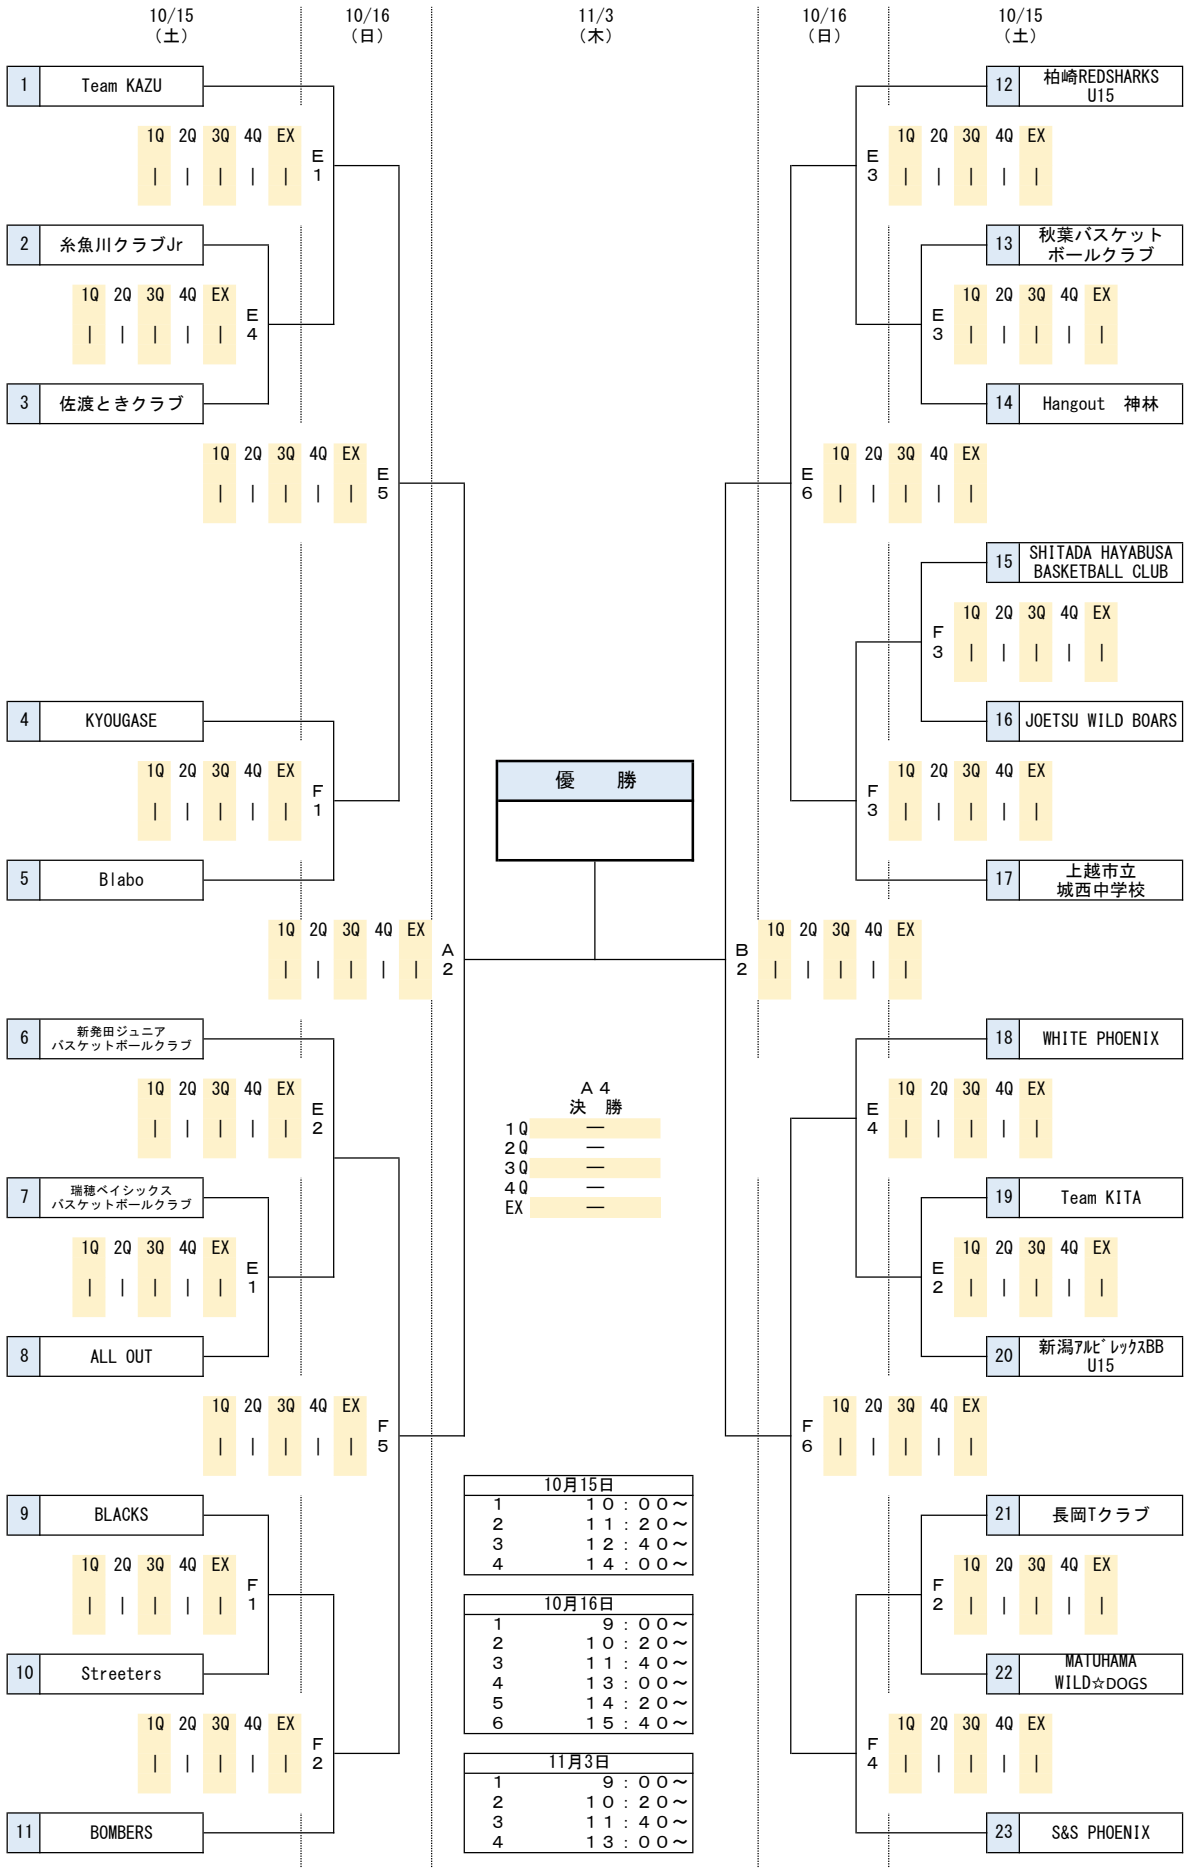 10/15 10/16 11/3 10/16 10/15
（土） （日） （木） （日） （土）
1 Team KAZU
12 柏崎REDSHARKS
U15
1Q 2Q 3Q 4Q EX
E
1
| | | | |
E
3
1Q 2Q 3Q 4Q EX
| | | | |
2 糸魚川クラブJr
13 秋葉バスケット
ボールクラブ
1Q 2Q 3Q 4Q EX
E
4
| | | | |
E
3
1Q 2Q 3Q 4Q EX
| | | | |
3 佐渡ときクラブ
14 Hangout 神林
1Q 2Q 3Q 4Q EX
E
5
| | | | |
E
6
1Q 2Q 3Q 4Q EX
| | | | |
15 SHITADA HAYABUSA
BASKETBALL CLUB
F
3
1Q 2Q 3Q 4Q EX
| | | | |
4 KYOUGASE
16 JOETSU WILD BOARS
1Q 2Q 3Q 4Q EX
F
1
| | | | |
優 勝
F
3
1Q 2Q 3Q 4Q EX
| | | | |
5 Blabo
17 上越市立
城西中学校
1Q 2Q 3Q 4Q EX
A
2
| | | | |
B
2
1Q 2Q 3Q 4Q EX
| | | | |
6 新発田ジュニア
バスケットボールクラブ
18 WHITE PHOENIX
1Q 2Q 3Q 4Q EX
E
2
| | | | |
A 4
決 勝
1Q —
2Q —
3Q —
4Q —
EX —
E
4
1Q 2Q 3Q 4Q EX
| | | | |
7 瑞穂ベイシックス
バスケットボールクラブ
19 Team KITA
1Q 2Q 3Q 4Q EX
E
1
| | | | |
E
2
1Q 2Q 3Q 4Q EX
| | | | |
8 ALL OUT
20 新潟ｱﾙﾋﾞﾚｯｸｽBB
U15
1Q 2Q 3Q 4Q EX
F
5
| | | | |
F
6
1Q 2Q 3Q 4Q EX
| | | | |
9 BLACKS
10月15日
1 10：00～
2 11：20～
3 12：40～
4 14：00～
21 長岡Tクラブ
1Q 2Q 3Q 4Q EX
F
1
| | | | |
F
2
1Q 2Q 3Q 4Q EX
| | | | |
10 Streeters
10月16日
1 9：00～
2 10：20～
3 11：40～
4 13：00～
5 14：20～
6 15：40～
22 MATUHAMA
WILD☆DOGS
1Q 2Q 3Q 4Q EX
F
2
| | | | |
F
4
1Q 2Q 3Q 4Q EX
| | | | |
11 BOMBERS
11月3日
1 9：00～
2 10：20～
3 11：40～
4 13：00～
23 S&S PHOENIX